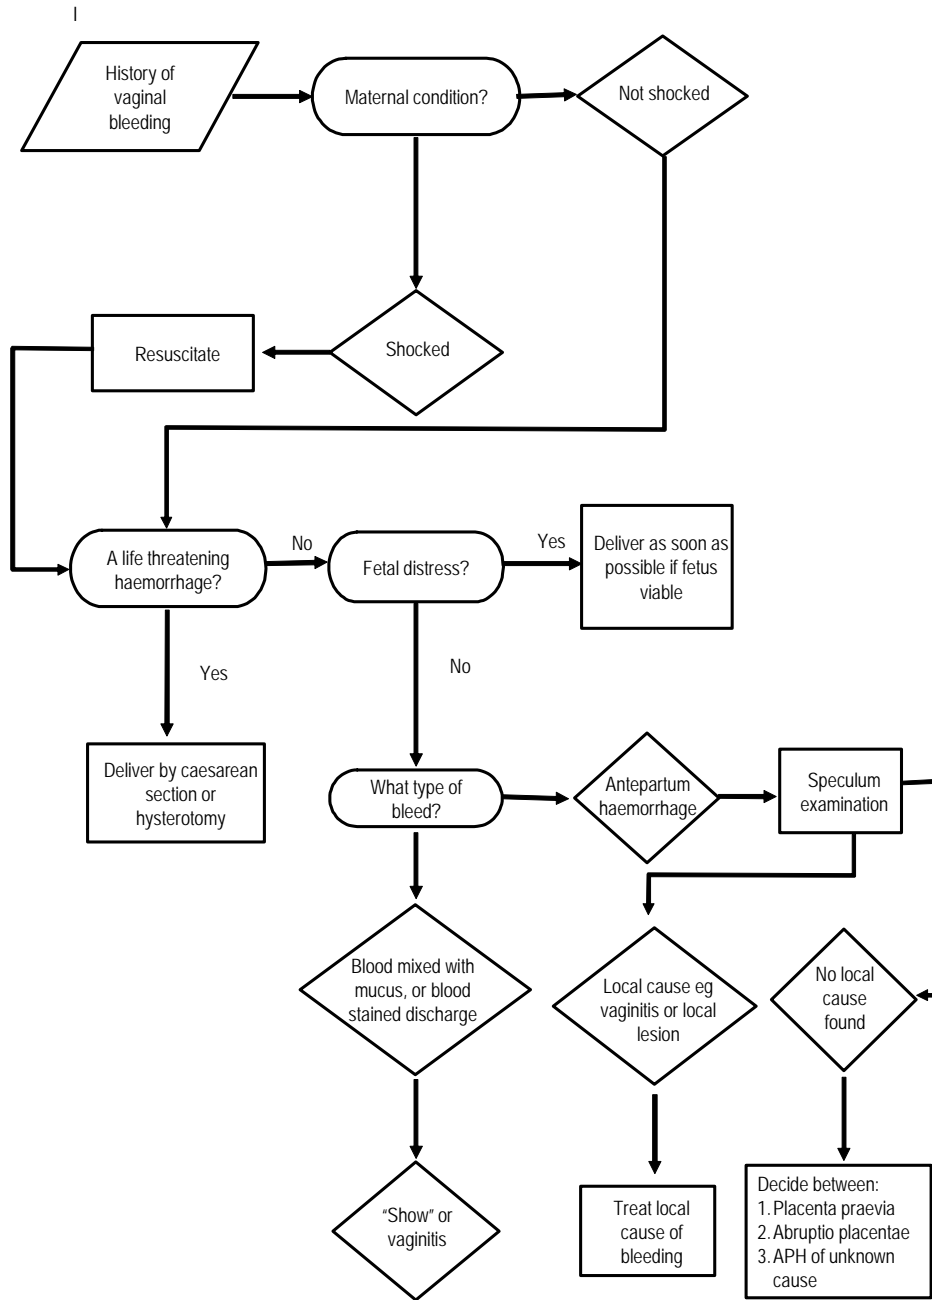 I
History of
vaginal
bleeding
Maternal condition?
Not shocked
Resuscitate
Shocked
A life threatening
haemorrhage?
No
Fetal distress?
Yes
Deliver as soon as
possible if fetus
viable
Yes
No
Deliver by caesarean
section or
hysterotomy
What type of
bleed?
Antepartum
haemorrhage
Speculum
examination
Blood mixed with
mucus, or blood
stained discharge
Local cause eg
vaginitis or local
lesion
No local
cause
found
"Show" or
vaginitis
Treat local
cause of
bleeding
Decide between:
1. Placenta praevia
2. Abruptio placentae
3. APH of unknown
cause